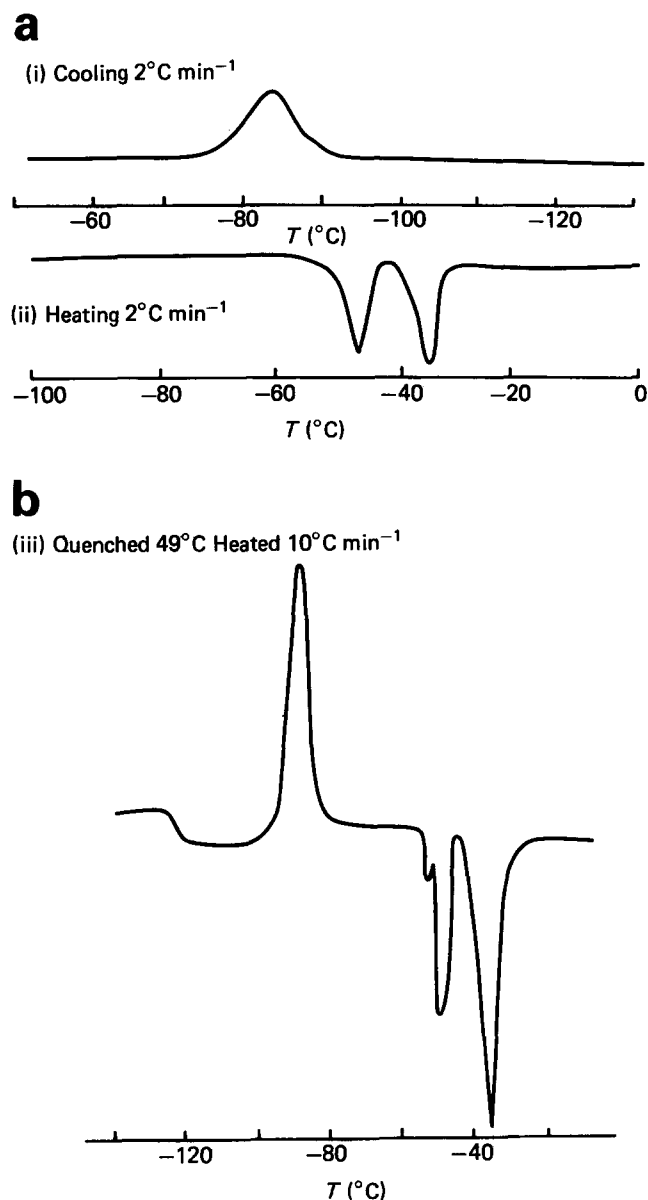 a
(i) Cooling 2°C min⁻¹
−60 −80 −100 −120
T (°C)
(ii) Heating 2°C min⁻¹
−100 −80 −60 −40 −20 0
T (°C)
b
(iii) Quenched 49°C Heated 10°C min⁻¹
−120 −80 −40
T (°C)